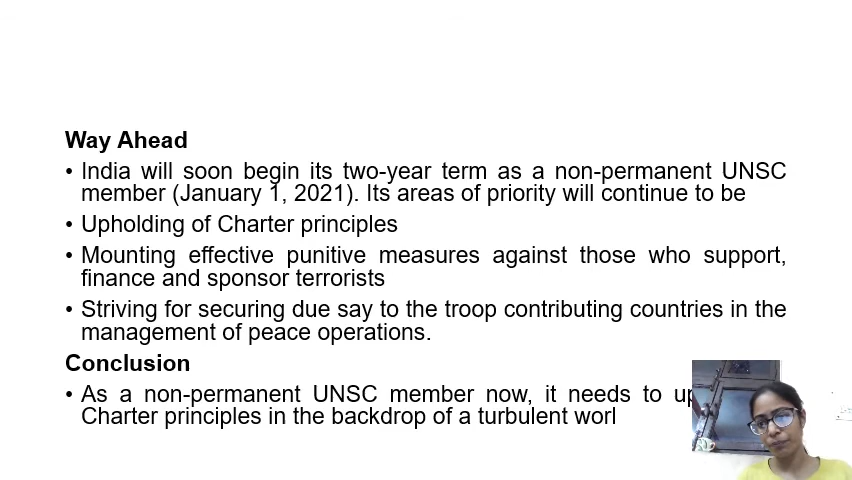 Way Ahead
• India will soon begin its two-year term as a non-permanent UNSC
member (January 1, 2021). Its areas of priority will continue to be
• Upholding of Charter principles
• Mounting effective punitive measures against those who support,
finance and sponsor terrorists
• Striving for securing due say to the troop contributing countries in the
management of peace operations.
Conclusion
• As a non-permanent UNSC member now, it needs to
Charter principles in the backdrop of a turbulent worl